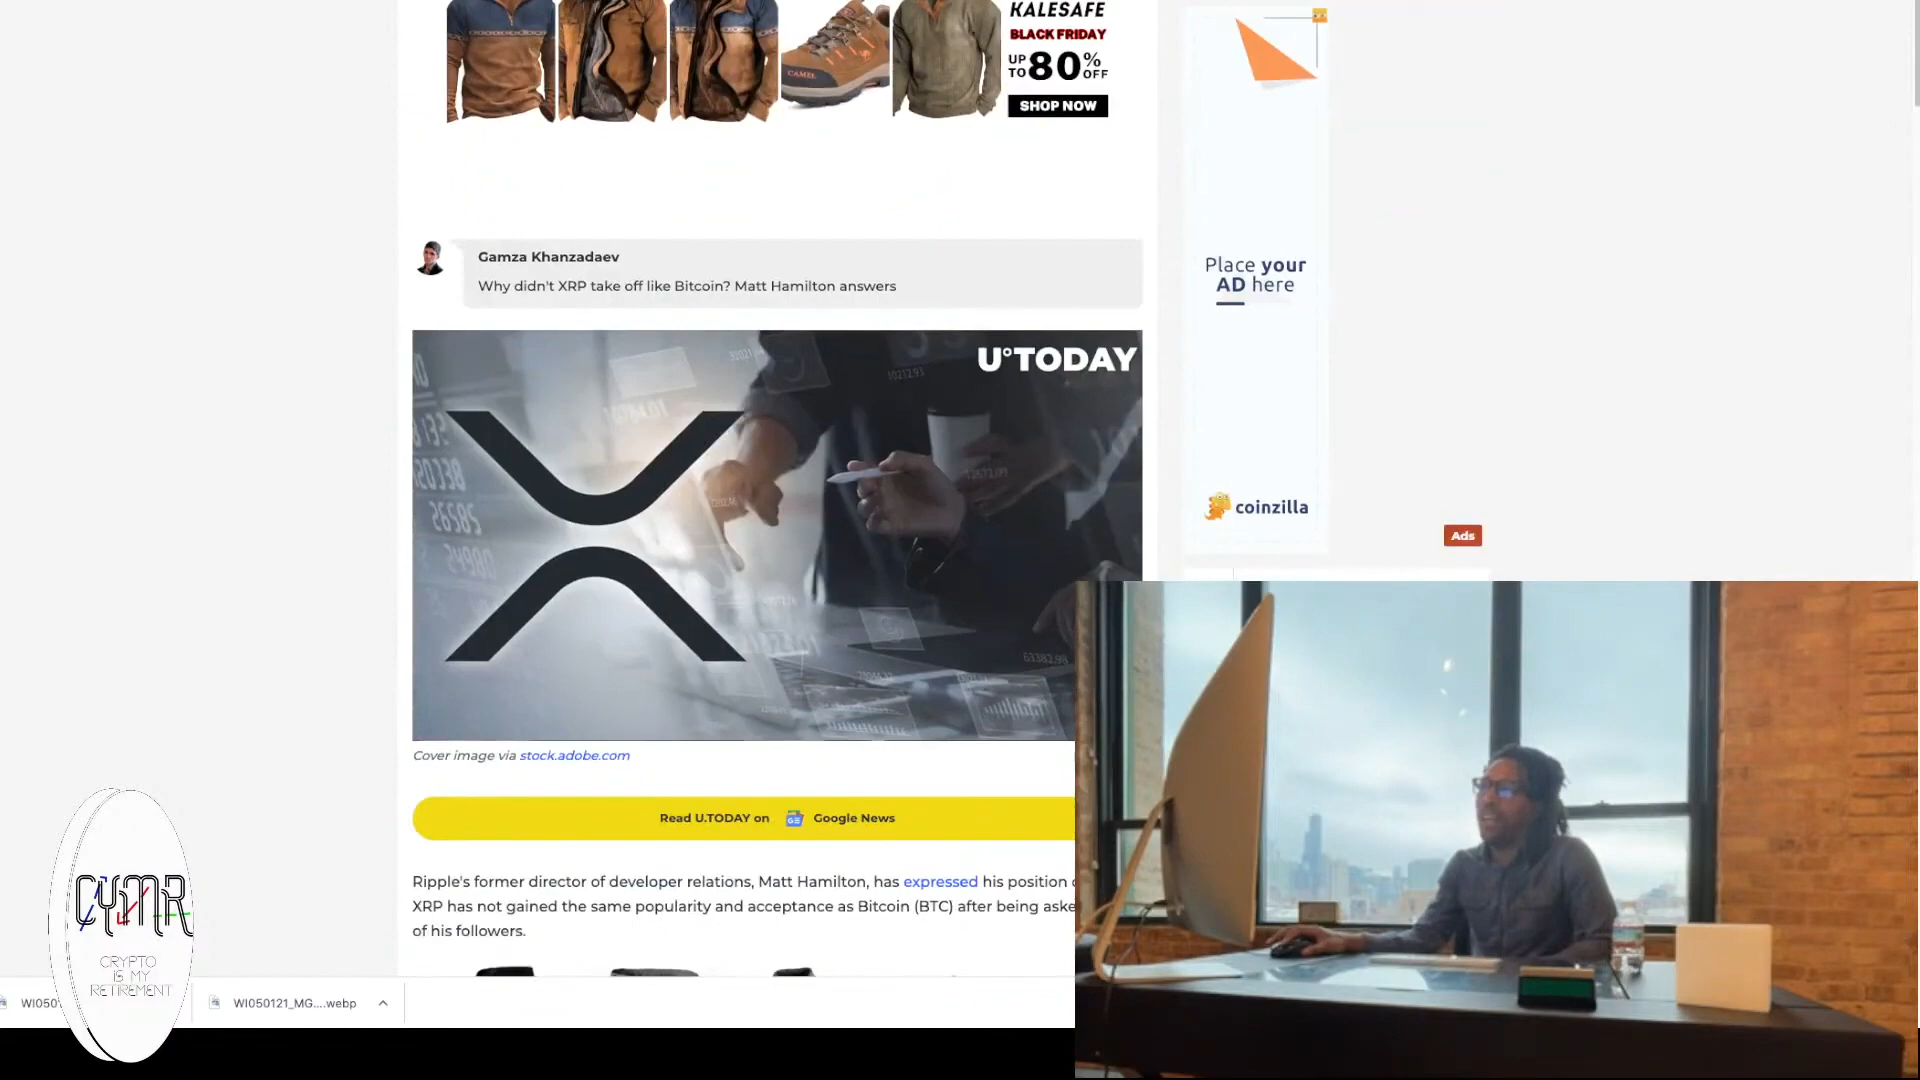 KALESAFE
BLACK FRIDAY
UP TO 80% OFF
SHOP NOW
CAMEL
Place your
AD here
coinzilla
Ads
Gamza Khanzadaev
Why didn't XRP take off like Bitcoin? Matt Hamilton answers
U°TODAY
Cover image via stock.adobe.com
Read U.TODAY on GE Google News
Ripple's former director of developer relations, Matt Hamilton, has expressed his position
XRP has not gained the same popularity and acceptance as Bitcoin (BTC) after being aske
of his followers.
CYMR
CRYPTO
IS MY
RETIREMENT
WI050
WI050121_MG....webp